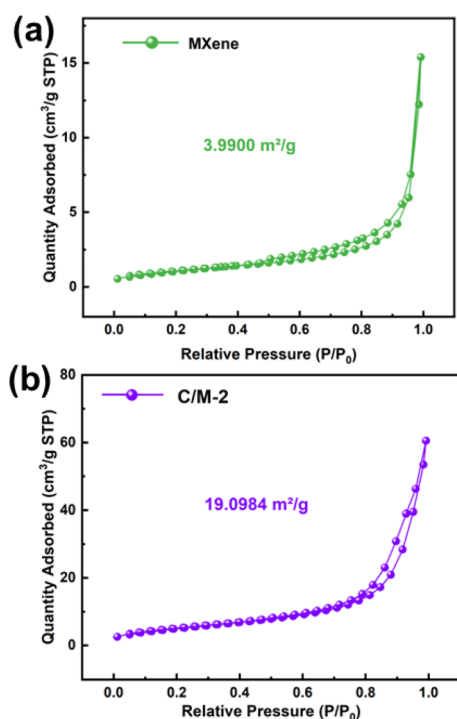 (a)
MXene
3.9900 m²/g
Quantity Adsorbed (cm³/g STP)
15
10
5
0
0.0 0.2 0.4 0.6 0.8 1.0
Relative Pressure (P/P₀)
(b)
C/M-2
19.0984 m²/g
Quantity Adsorbed (cm³/g STP)
80
60
40
20
0
0.0 0.2 0.4 0.6 0.8 1.0
Relative Pressure (P/P₀)